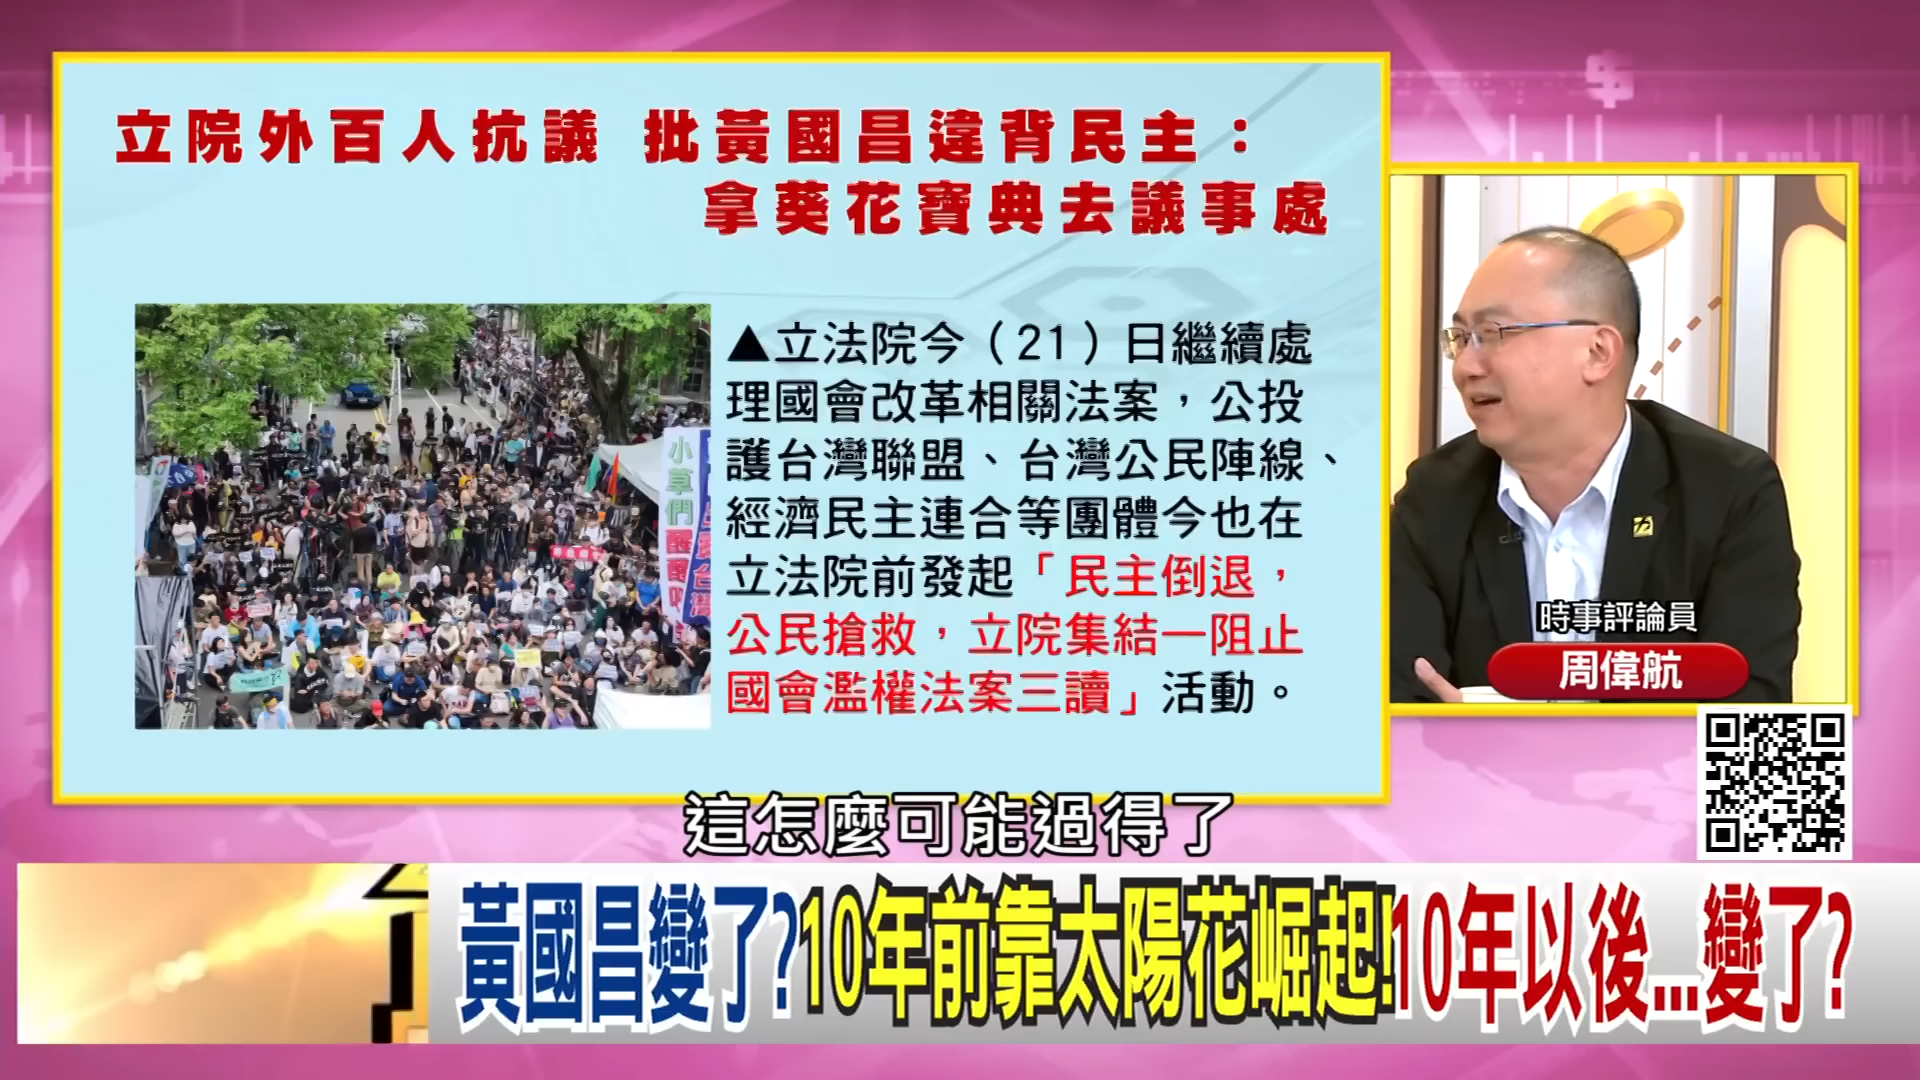 立院外百人抗議 批黃國昌違背民主：
拿葵花寶典去議事處
▲立法院今（21）日繼續處
理國會改革相關法案，公投
護台灣聯盟、台灣公民陣線、
經濟民主連合等團體今也在
立法院前發起「民主倒退，
公民搶救，立院集結—阻止
國會濫權法案三讀」活動。
小草們醒醒吧
時事評論員
周偉航
這怎麼可能過得了
黃國昌變了?10年前靠太陽花崛起!10年以後...變了?